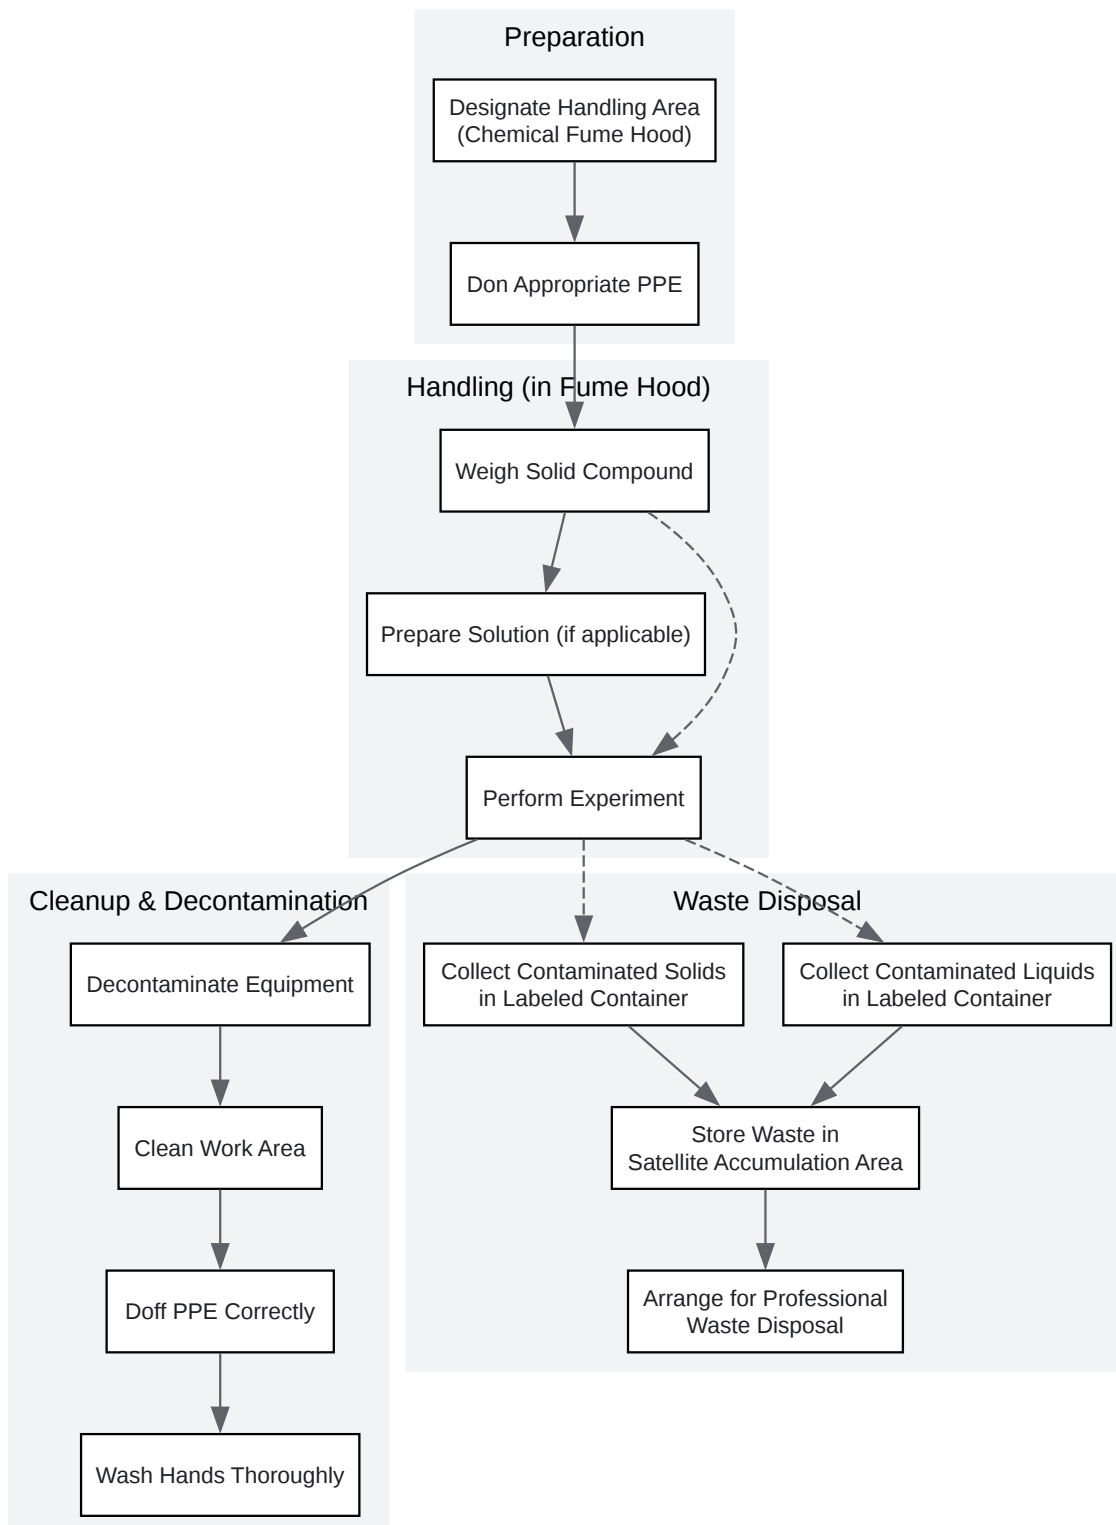 Preparation
Designate Handling Area
(Chemical Fume Hood)
Don Appropriate PPE
Handling (in Fume Hood)
Weigh Solid Compound
Prepare Solution (if applicable)
Perform Experiment
Cleanup & Decontamination
Decontaminate Equipment
Clean Work Area
Doff PPE Correctly
Wash Hands Thoroughly
Waste Disposal
Collect Contaminated Solids
in Labeled Container
Collect Contaminated Liquids
in Labeled Container
Store Waste in
Satellite Accumulation Area
Arrange for Professional
Waste Disposal